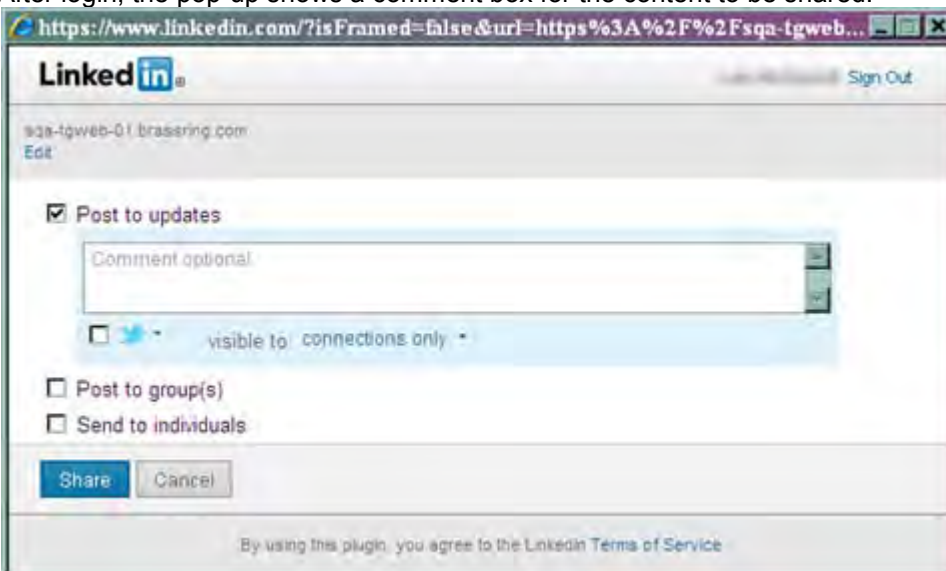 After login, the pop-up shows a comment box for the content to be shared.
https://www.linkedin.com/?isFramed=false&url=https%3A%2F%2Fsqa-tgweb...
Linked in® Sign Out
sqa-tgweb-01.brassring.com
Edit
Post to updates
Comment optional
visible to: connections only
Post to group(s)
Send to individuals
Share Cancel
By using this plugin, you agree to the LinkedIn Terms of Service